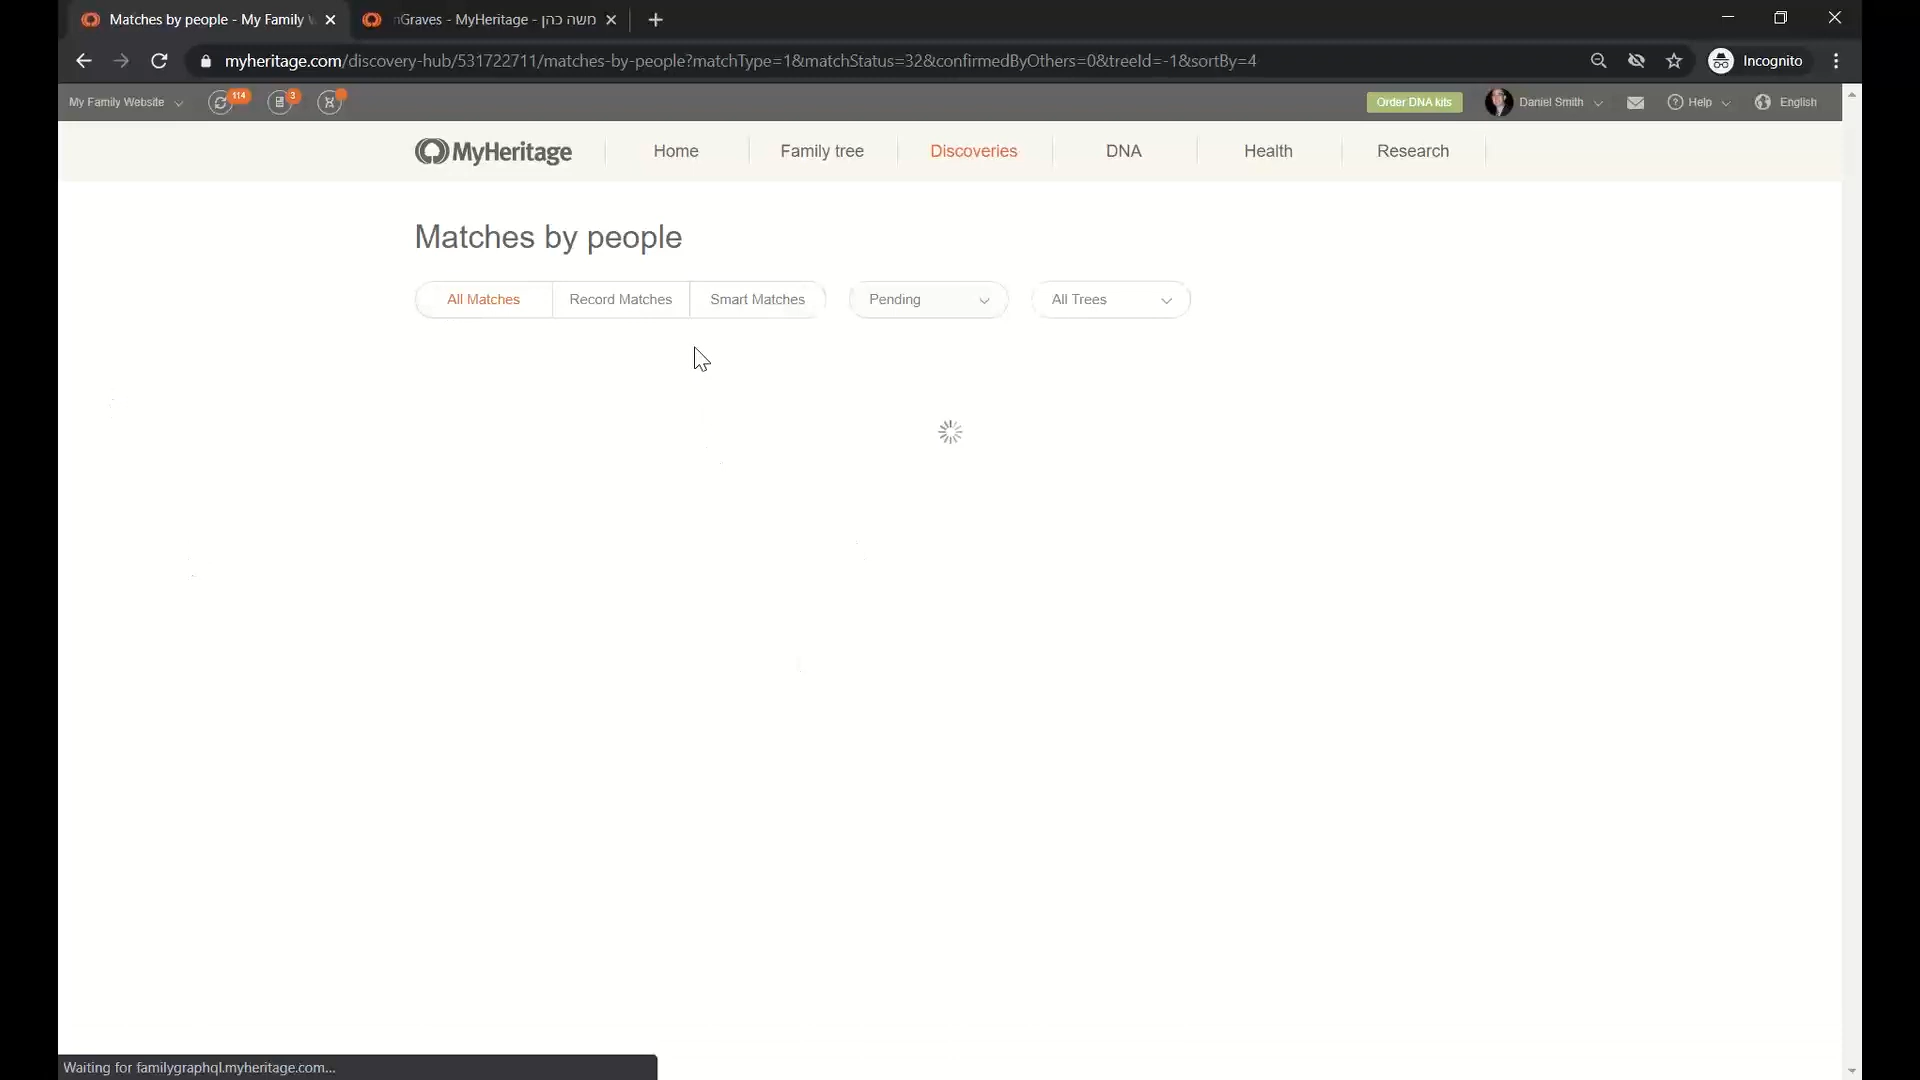 Matches by people - My Family
nGraves - MyHeritage - משה כהן
myheritage.com/discovery-hub/531722711/matches-by-people?matchType=1&matchStatus=32&confirmedByOthers=0&treeId=-1&sortBy=4
Incognito
My Family Website
114
3
Order DNA kits
Daniel Smith
Help
English
MyHeritage
Home
Family tree
Discoveries
DNA
Health
Research
Matches by people
All Matches
Record Matches
Smart Matches
Pending
All Trees
Waiting for familygraphql.myheritage.com...